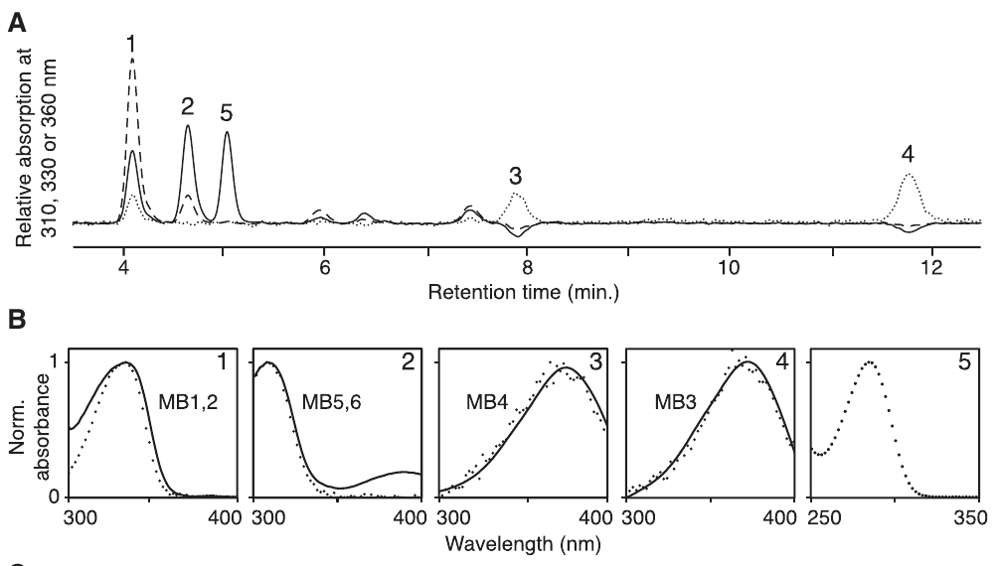 A
Relative absorption at
310, 330 or 360 nm
1
2
5
3
4
4
6
8
10
12
Retention time (min.)
B
Norm.
absorbance
1
0
1
MB1,2
300
400
2
MB5,6
300
400
3
MB4
300
400
4
MB3
300
400
5
250
350
Wavelength (nm)